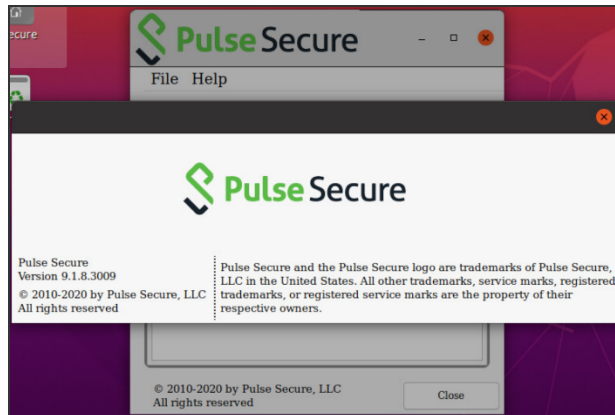 ecure
Pulse Secure
File Help
Pulse Secure
Pulse Secure
Version 9.1.8.3009
© 2010-2020 by Pulse Secure, LLC
All rights reserved
Pulse Secure and the Pulse Secure logo are trademarks of Pulse Secure,
LLC in the United States. All other trademarks, service marks, registered
trademarks, or registered service marks are the property of their
respective owners.
© 2010-2020 by Pulse Secure, LLC
All rights reserved
Close